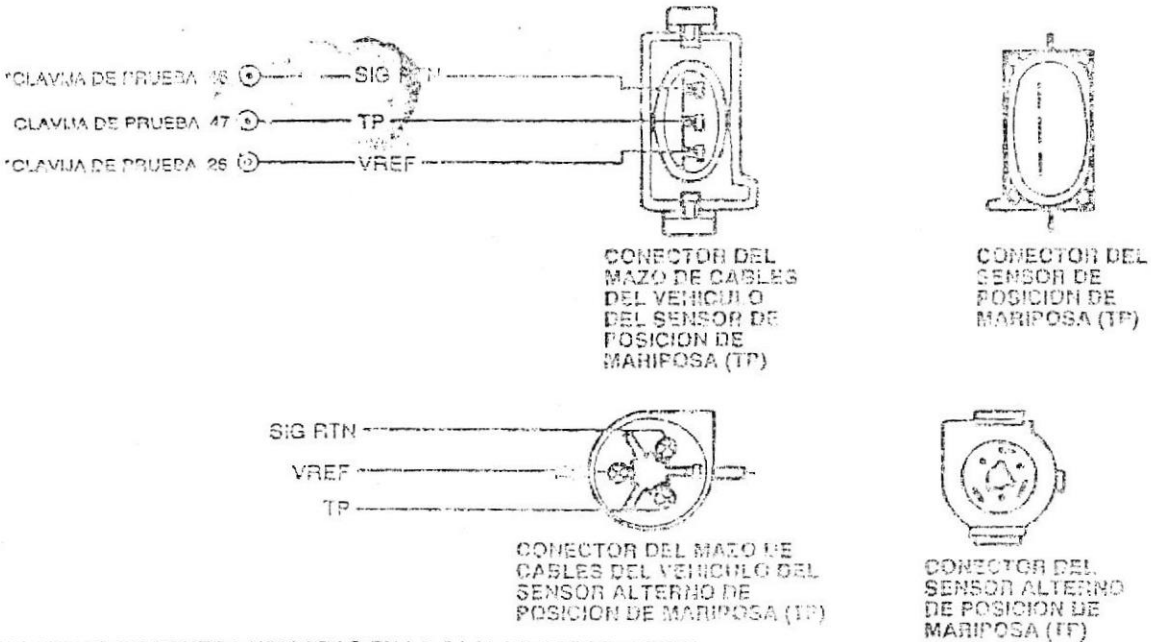 *CLAVIJA DE PRUEBA 46 SIG RTN
CLAVIJA DE PRUEBA 47 TP
*CLAVIJA DE PRUEBA 26 VREF
CONECTOR DEL
MAZO DE CABLES
DEL VEHICULO
DEL SENSOR DE
POSICION DE
MARIPOSA (TP)
CONECTOR DEL
SENSOR DE
POSICION DE
MARIPOSA (TP)
SIG RTN
VREF
TP
CONECTOR DEL MAZO DE
CABLES DEL VEHICULO DEL
SENSOR ALTERNO DE
POSICION DE MARIPOSA (TP)
CONECTOR DEL
SENSOR ALTERNO
DE POSICION DE
MARIPOSA (TP)